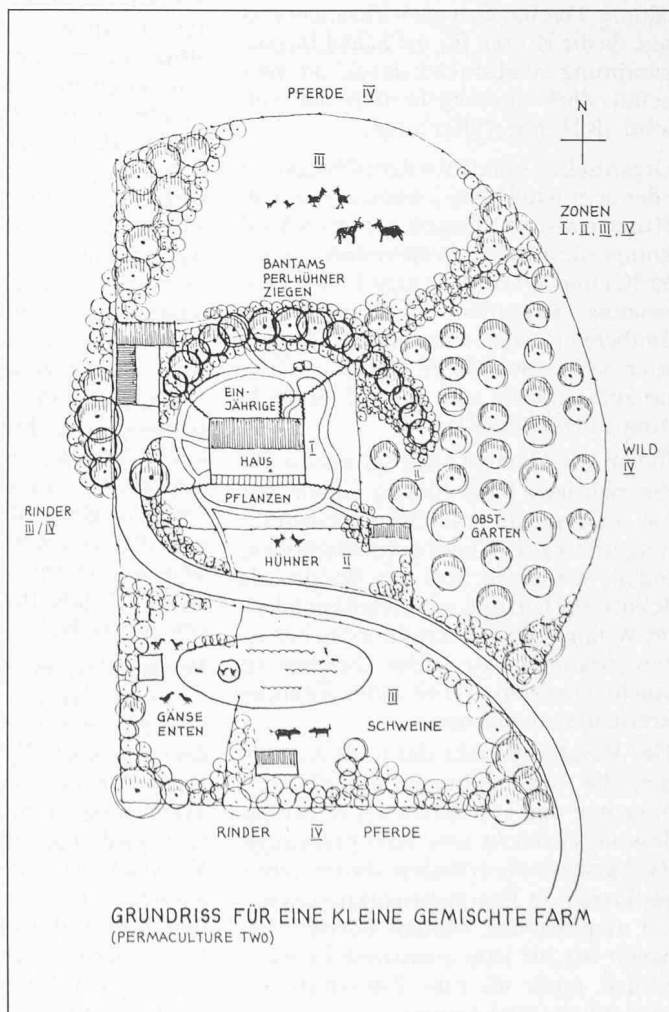 PFERDE IV
N
III
ZONEN
I, II, III, IV
BANTAMS
PERLHÜHNER
ZIEGEN
EIN-
JÄHRIGE
I
HAUS
WILD
IV
II
PFLANZEN
RINDER
III/IV
OBST-
GARTEN
HÜHNER II
III
GÄNSE
ENTEN
SCHWEINE
RINDER IV PFERDE
GRUNDRISS FÜR EINE KLEINE GEMISCHTE FARM
(PERMACULTURE TWO)